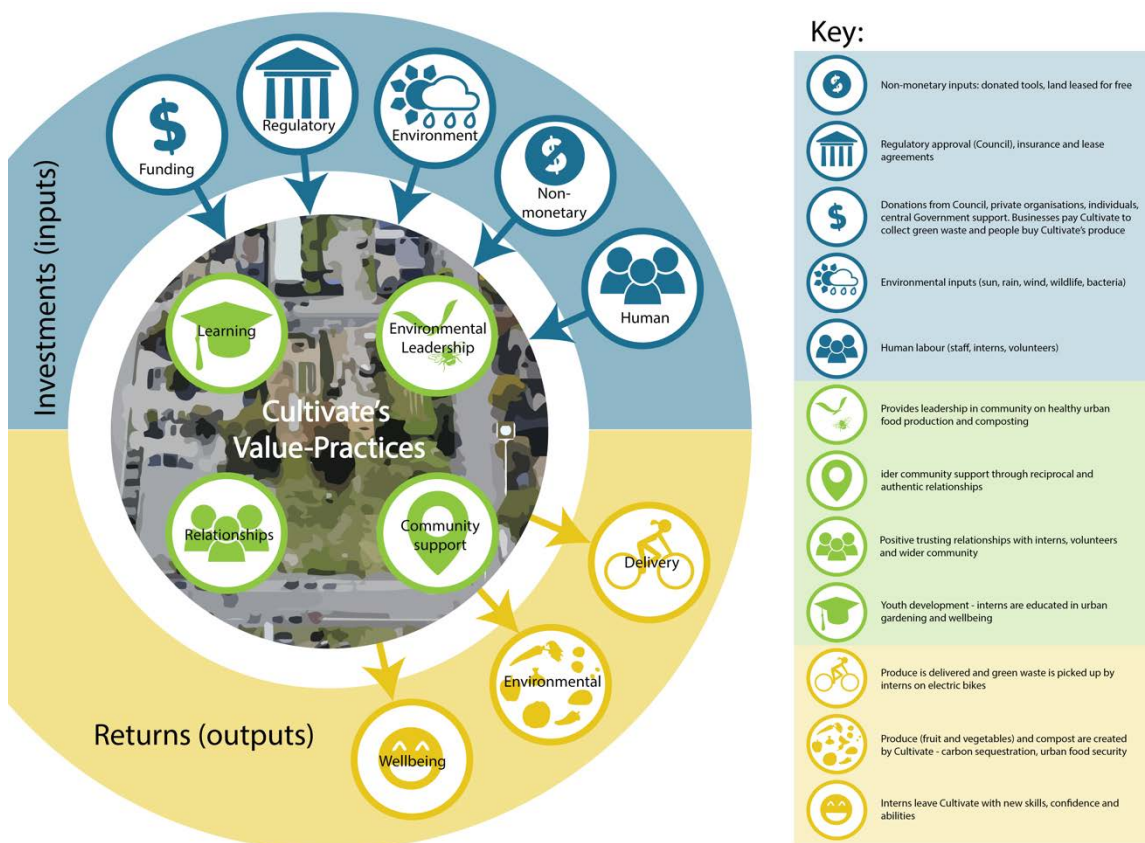 Investments (inputs)
Funding
Regulatory
Environment
Non-
monetary
Human
Learning
Environmental
Leadership
Cultivate's
Value-Practices
Relationships
Community
support
Delivery
Environmental
Wellbeing
Returns (outputs)
Key:
Non-monetary inputs: donated tools, land leased for free
Regulatory approval (Council), insurance and lease
agreements
Donations from Council, private organisations, individuals,
central Government support. Businesses pay Cultivate to
collect green waste and people buy Cultivate's produce
Environmental inputs (sun, rain, wind, wildlife, bacteria)
Human labour (staff, interns, volunteers)
Provides leadership in community on healthy urban
food production and composting
ider community support through reciprocal and
authentic relationships
Positive trusting relationships with interns, volunteers
and wider community
Youth development - interns are educated in urban
gardening and wellbeing
Produce is delivered and green waste is picked up by
interns on electric bikes
Produce (fruit and vegetables) and compost are created
by Cultivate - carbon sequestration, urban food security
Interns leave Cultivate with new skills, confidence and
abilities